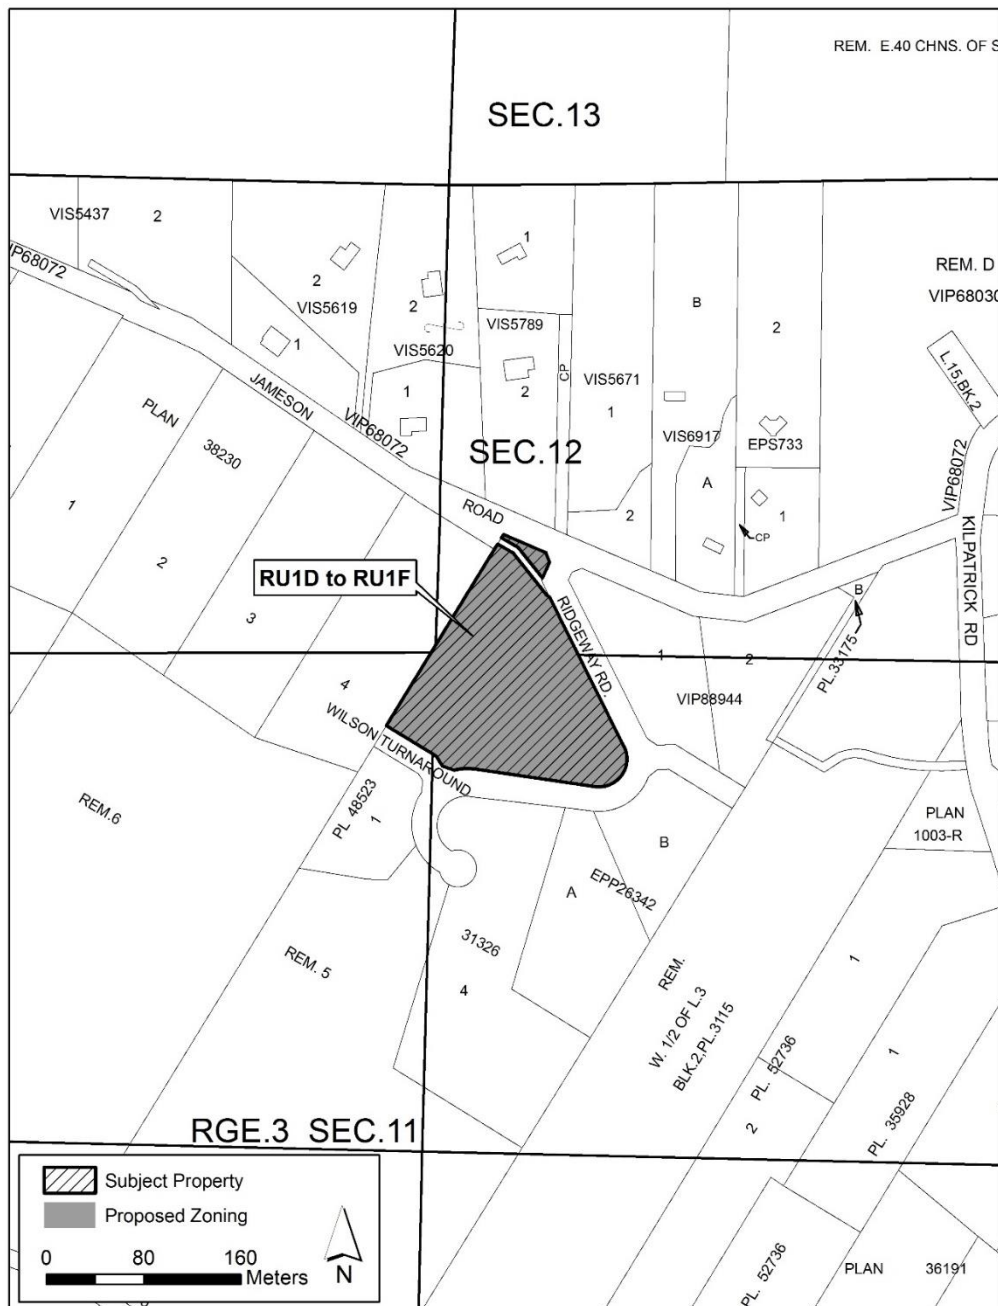 REM. E.40 CHNS. OF S
SEC.13
VIS5437
2
VIP68072
2
VIS5619
1
2
VIS5620
1
1
VIS5789
2
CP
VIS5671
1
2
B
VIS6917
A
2
EPS733
1
CP
REM. D
VIP68030
L.15,BK.2
VIP68072
KILPATRICK RD
JAMESON
VIP68072
ROAD
SEC.12
PLAN
38230
1
2
3
4
RU1D to RU1F
RIDGEWAY RD.
1
2
VIP88944
B
PL.33175
WILSON TURNAROUND
REM.6
PL. 48523
1
PLAN
1003-R
B
A
EPP26342
31326
4
REM. 5
REM.
W. 1/2 OF L.3
BLK.2,PL.3115
1
PL. 52736
2
1
PL. 35928
RGE.3 SEC.11
Subject Property
Proposed Zoning
0 80 160
Meters
N
PL. 52736
PLAN 36191